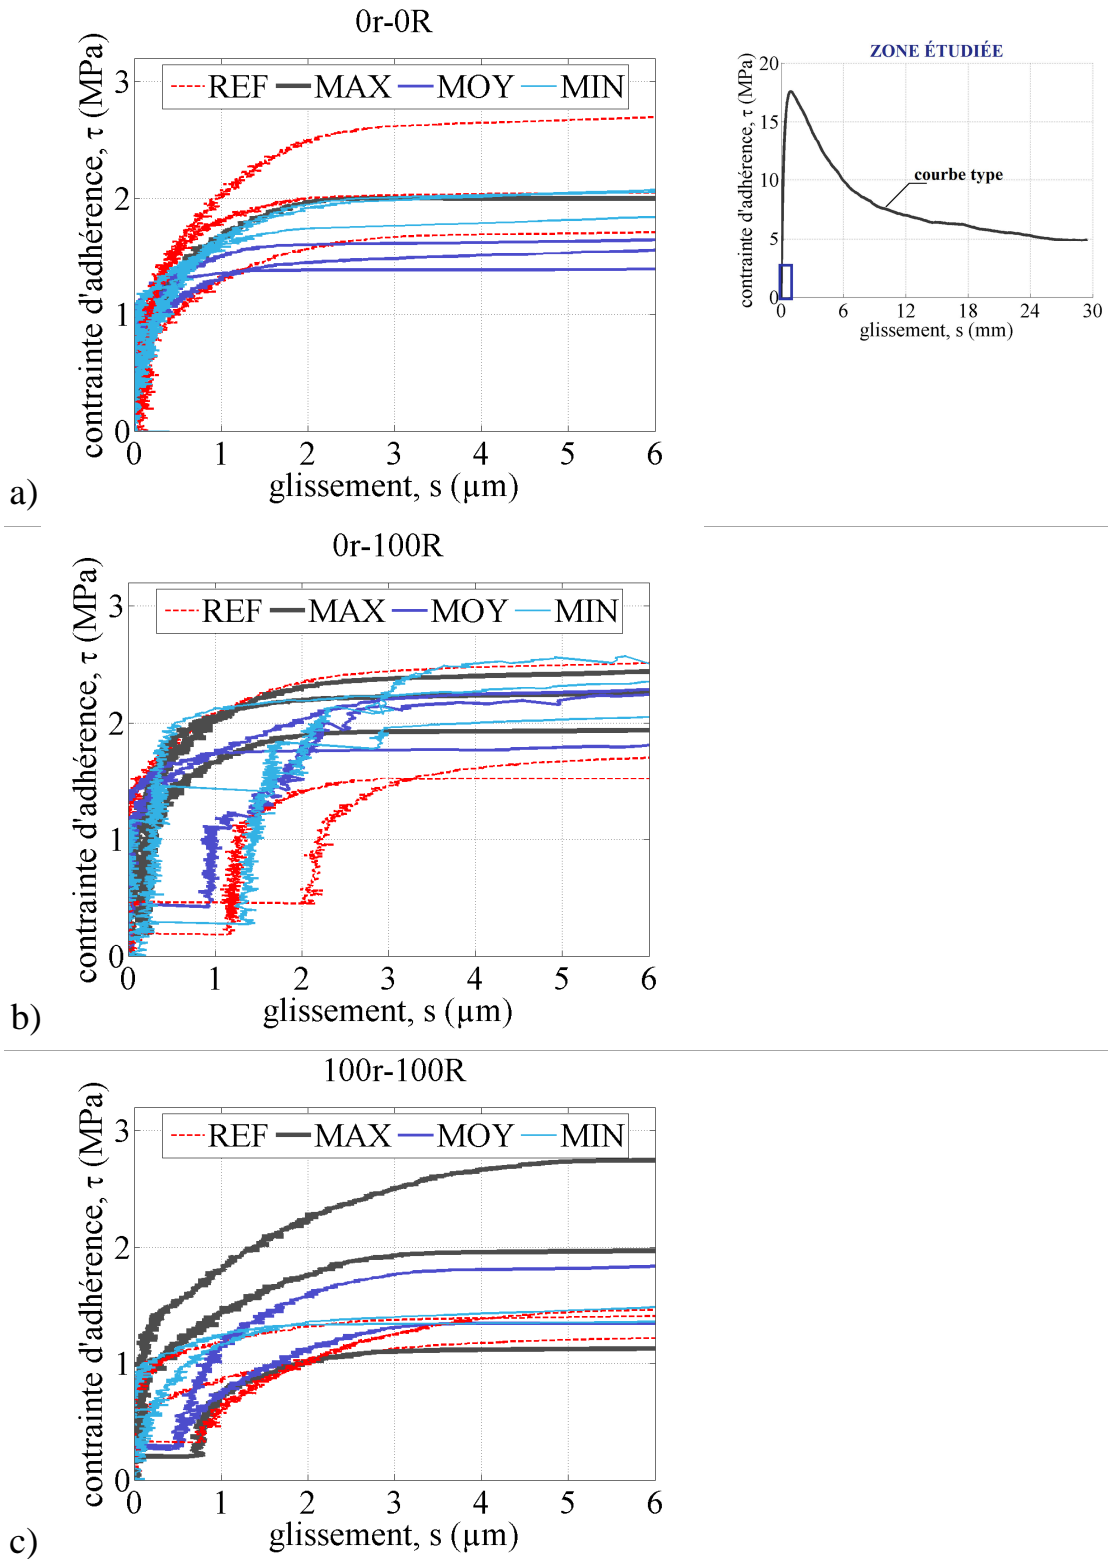 0r-0R
contrainte d'adhérence, τ (MPa)
3
2
1
0
REF MAX MOY MIN
0 1 2 3 4 5 6
glissement, s (µm)
a)
ZONE ÉTUDIÉE
contrainte d'adhérence, τ (MPa)
20
15
10
5
0
courbe type
0 6 12 18 24 30
glissement, s (mm)
0r-100R
contrainte d'adhérence, τ (MPa)
3
2
1
0
REF MAX MOY MIN
0 1 2 3 4 5 6
glissement, s (µm)
b)
100r-100R
contrainte d'adhérence, τ (MPa)
3
2
1
0
REF MAX MOY MIN
0 1 2 3 4 5 6
glissement, s (µm)
c)